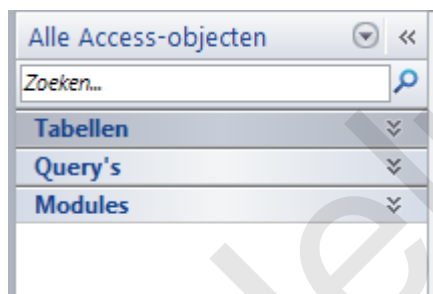 Alle Access-objecten
Zoeken...
Tabellen
Query's
Modules